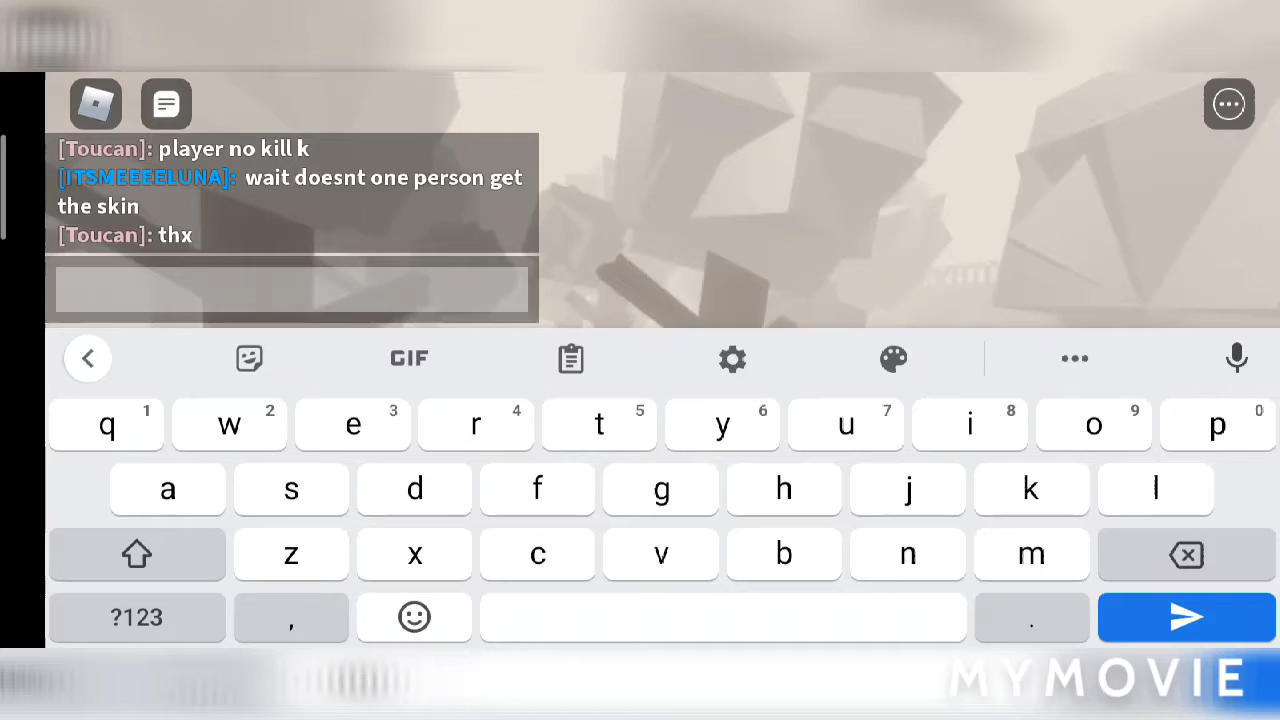 [Toucan]: player no kill k
[ITSMEEEELUNA]: wait doesnt one person get
the skin
[Toucan]: thx
GIF
q 1 w 2 e 3 r 4 t 5 y 6 u 7 i 8 o 9 p 0
a s d f g h j k l
z x c v b n m
?123 , .
MYMOVIE